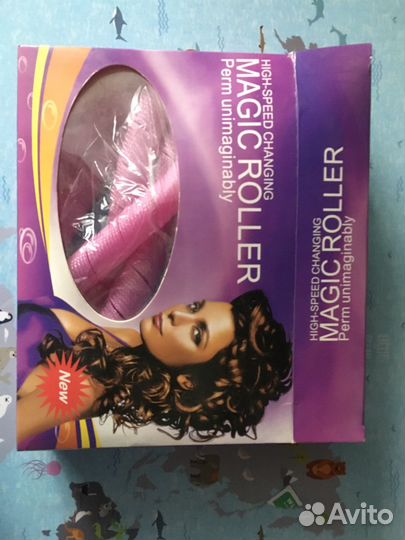 HIGH-SPEED CHANGING
MAGIC ROLLER
Perm unimaginably
HIGH-SPEED CHANGING
MAGIC ROLLER
Perm unimaginably
New
Avito